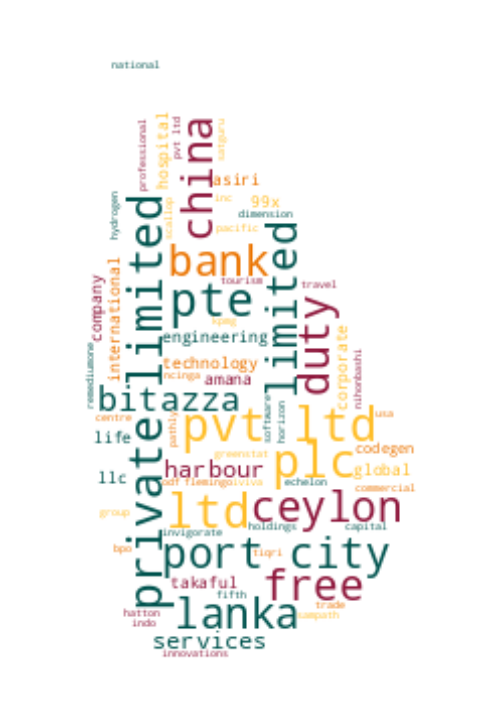 national
professional
hospital
pvt ltd
china
satguru
asiri
inc
99x
hydrogen
private limited
scallop
dimension
pacific
limited
bank
tourism
travel
company
international
pte
duty
kpmg
engineering
corporate
nihonbashi
technology
ncinga
amana
remediumone
bitazza
software
horizon
centre
pathly
pvt ltd
usa
life
greenstat
plc
codegen
harbour
global
llc
odf
flemingo
viviva
echelon
commercial
group
ltd
ceylon
holdings
capital
invigorate
bpo
port city
tiqri
takaful
free
fifth
hatton
lanka
trade
sampath
indo
services
innovations